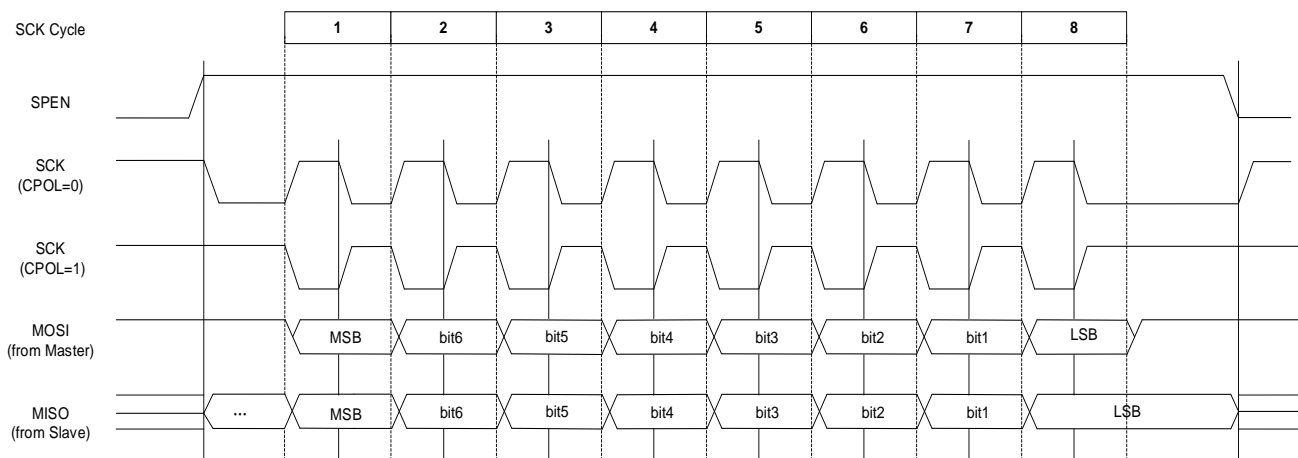 SCK Cycle 1 2 3 4 5 6 7 8
SPEN
SCK
(CPOL=0)
SCK
(CPOL=1)
MOSI
(from Master)
MSB bit6 bit5 bit4 bit3 bit2 bit1 LSB
MISO
(from Slave)
... MSB bit6 bit5 bit4 bit3 bit2 bit1 LSB